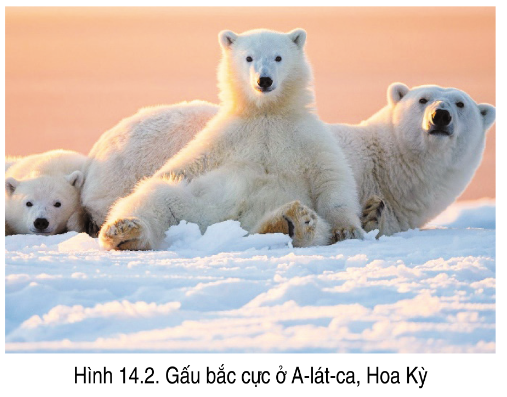 Hình 14.2. Gấu bắc cực ở A-lát-ca, Hoa Kỳ